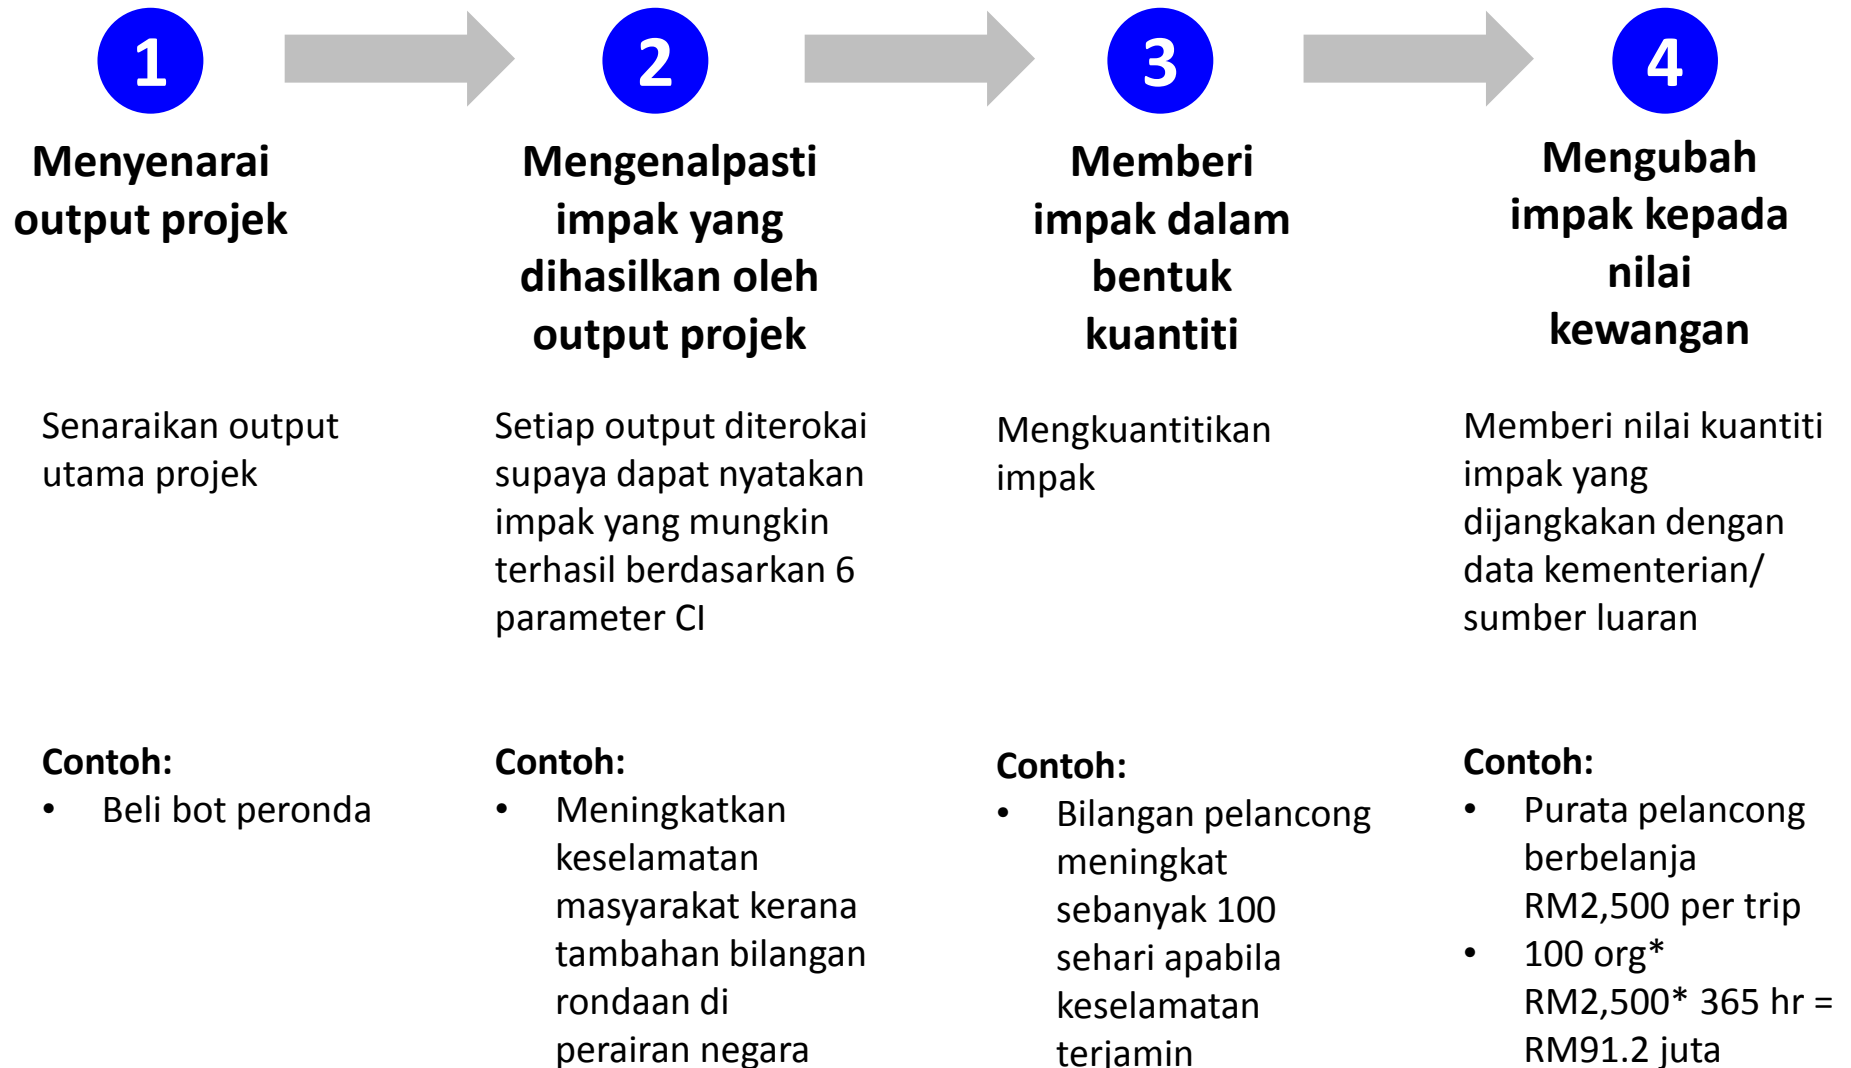 1
Menyenarai
output projek
Senaraikan output
utama projek
Contoh:
• Beli bot peronda
2
Mengenalpasti
impak yang
dihasilkan oleh
output projek
Setiap output diterokai
supaya dapat nyatakan
impak yang mungkin
terhasil berdasarkan 6
parameter CI
Contoh:
• Meningkatkan
keselamatan
masyarakat kerana
tambahan bilangan
rondaan di
perairan negara
3
Memberi
impak dalam
bentuk
kuantiti
Mengkuantitikan
impak
Contoh:
• Bilangan pelancong
meningkat
sebanyak 100
sehari apabila
keselamatan
terjamin
4
Mengubah
impak kepada
nilai
kewangan
Memberi nilai kuantiti
impak yang
dijangkakan dengan
data kementerian/
sumber luaran
Contoh:
• Purata pelancong
berbelanja
RM2,500 per trip
• 100 org*
RM2,500* 365 hr =
RM91.2 juta